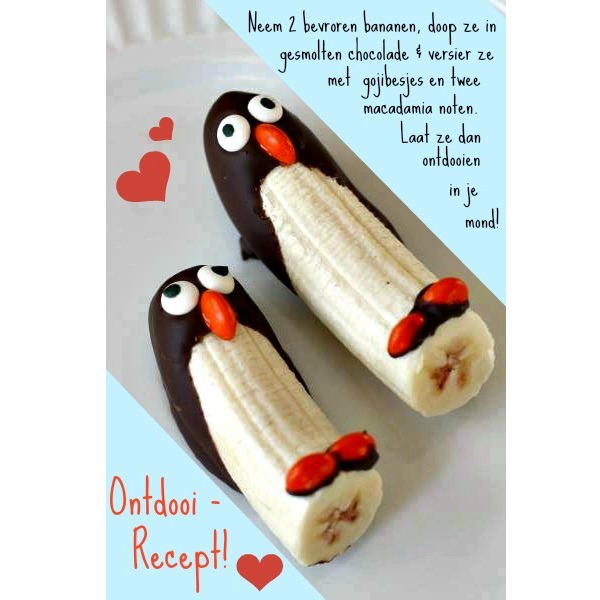 Neem 2 bevroren bananen, doop ze in
gesmolten chocolade & versier ze
met gojibesjes en twee
macadamia noten.
Laat ze dan
ontdooien
in je
mond!
Ontdooi -
Recept!